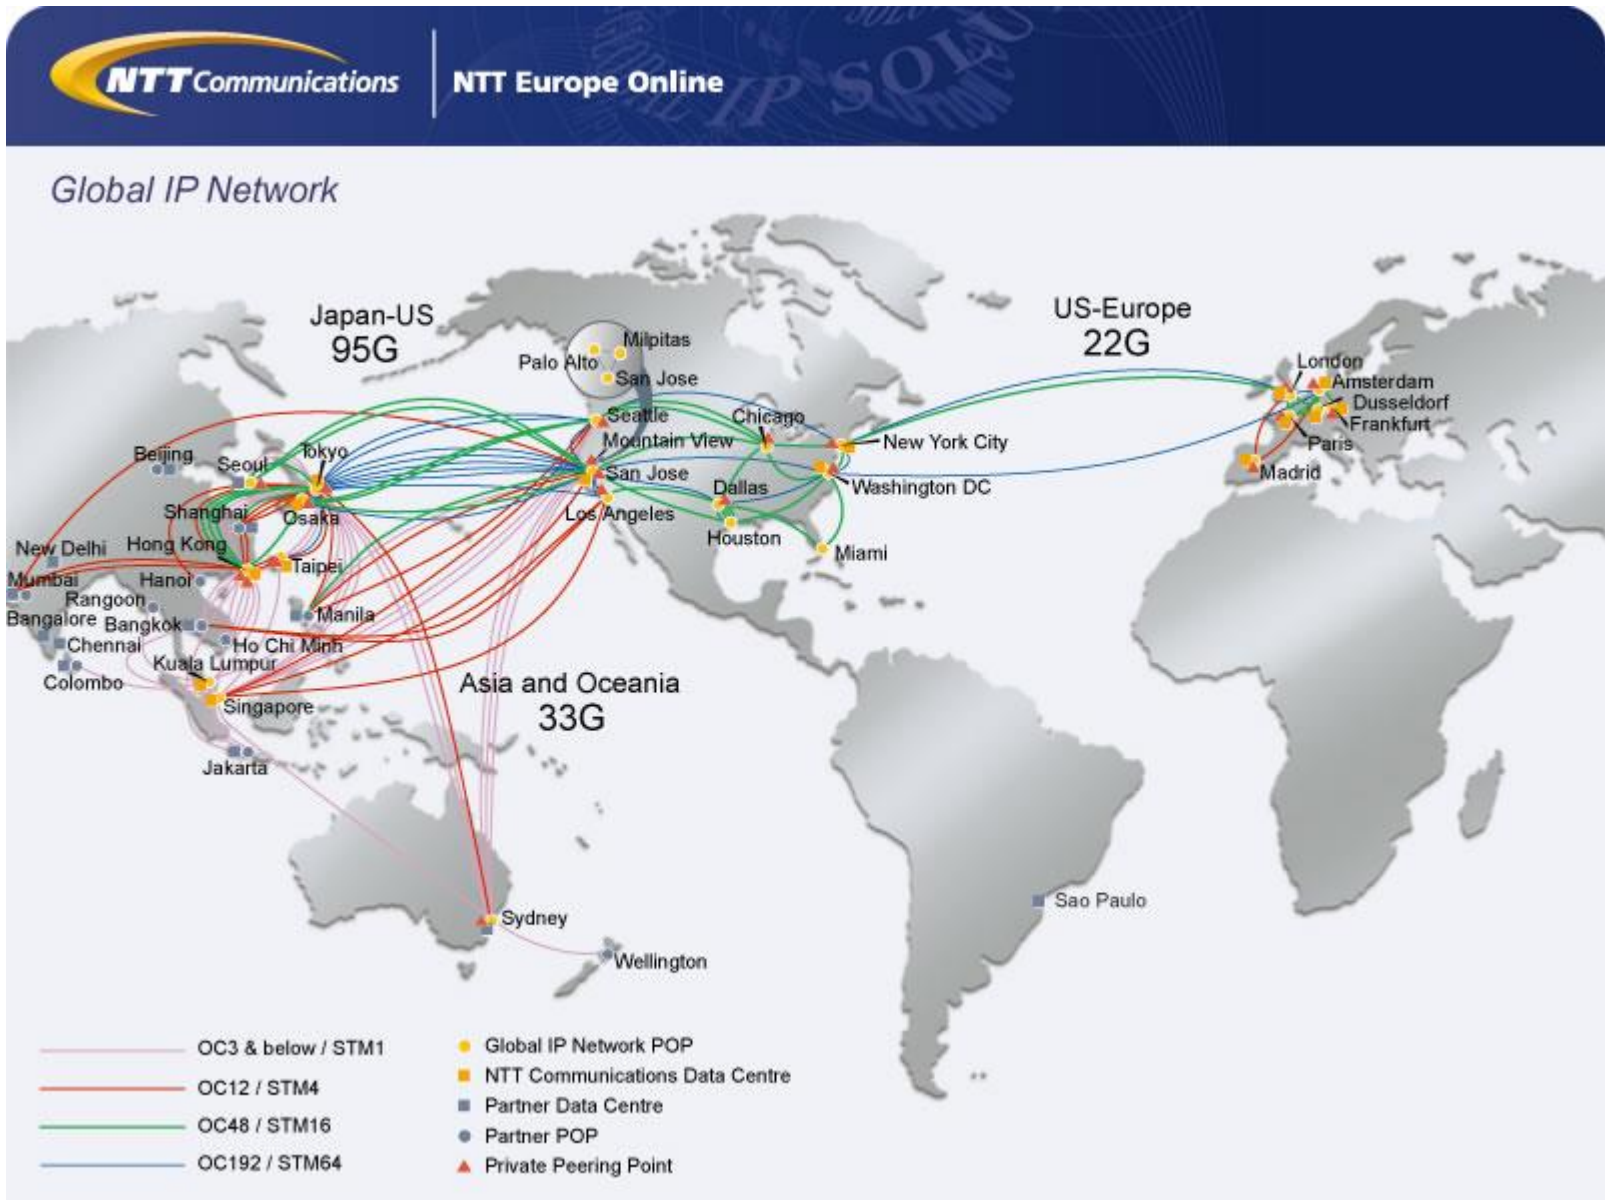 NTT Communications
NTT Europe Online
IP SOLU
Global IP Network
Japan-US
95G
US-Europe
22G
Milpitas
Palo Alto
San Jose
Seattle
Mountain View
San Jose
Los Angeles
Chicago
New York City
Washington DC
Dallas
Houston
Miami
London
Amsterdam
Dusseldorf
Frankfurt
Paris
Madrid
Beijing
Seoul
Tokyo
Shanghai
Osaka
New Delhi
Hong Kong
Taipei
Mumbai
Hanoi
Rangoon
Manila
Bangalore
Bangkok
Chennai
Ho Chi Minh
Kuala Lumpur
Colombo
Singapore
Asia and Oceania
33G
Jakarta
Sydney
Wellington
Sao Paulo
OC3 & below / STM1
OC12 / STM4
OC48 / STM16
OC192 / STM64
Global IP Network POP
NTT Communications Data Centre
Partner Data Centre
Partner POP
Private Peering Point